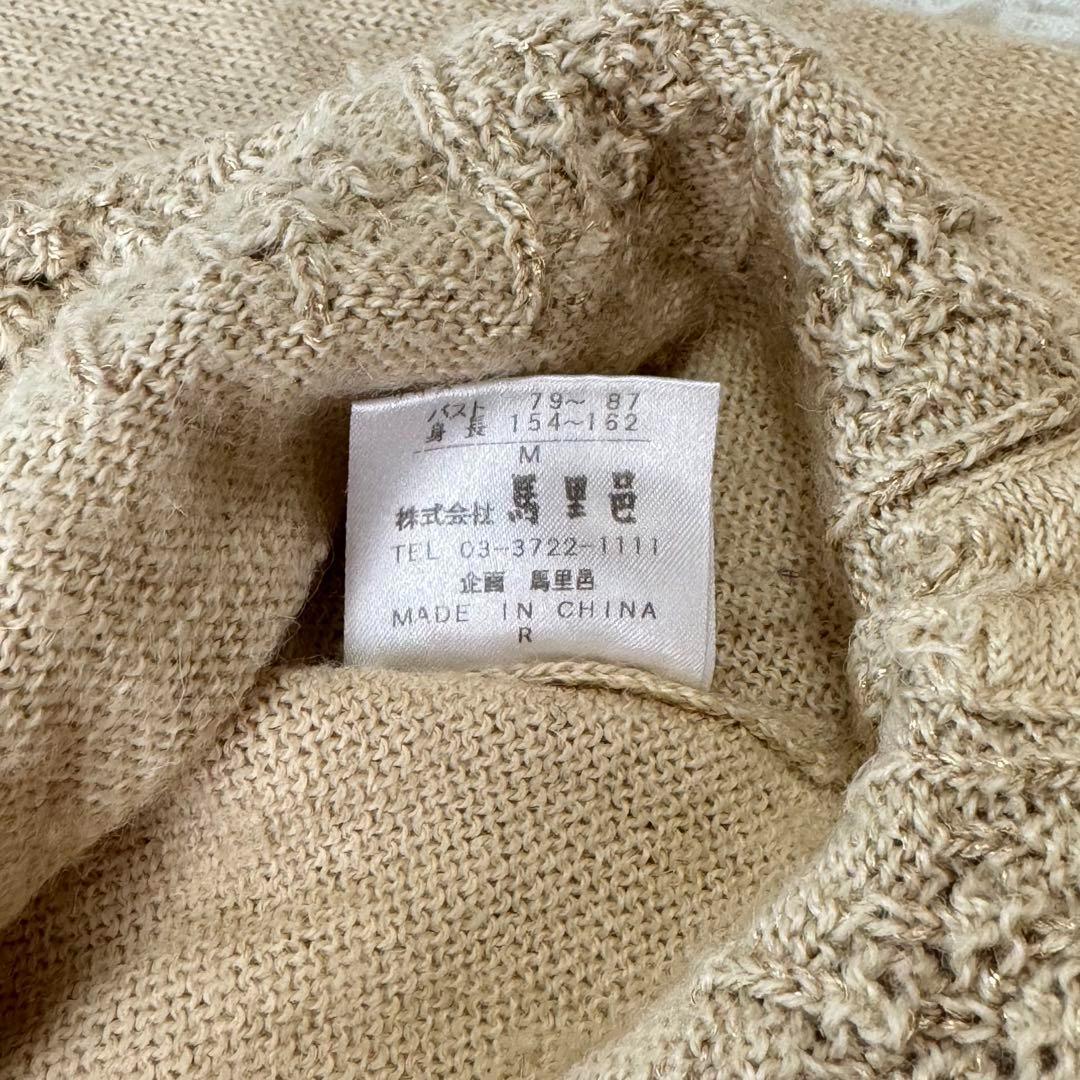 バスト 79～ 87
身 長 154～162
M
株式会社 馬里邑
TEL 03-3722-1111
企画 馬里邑
MADE IN CHINA
R